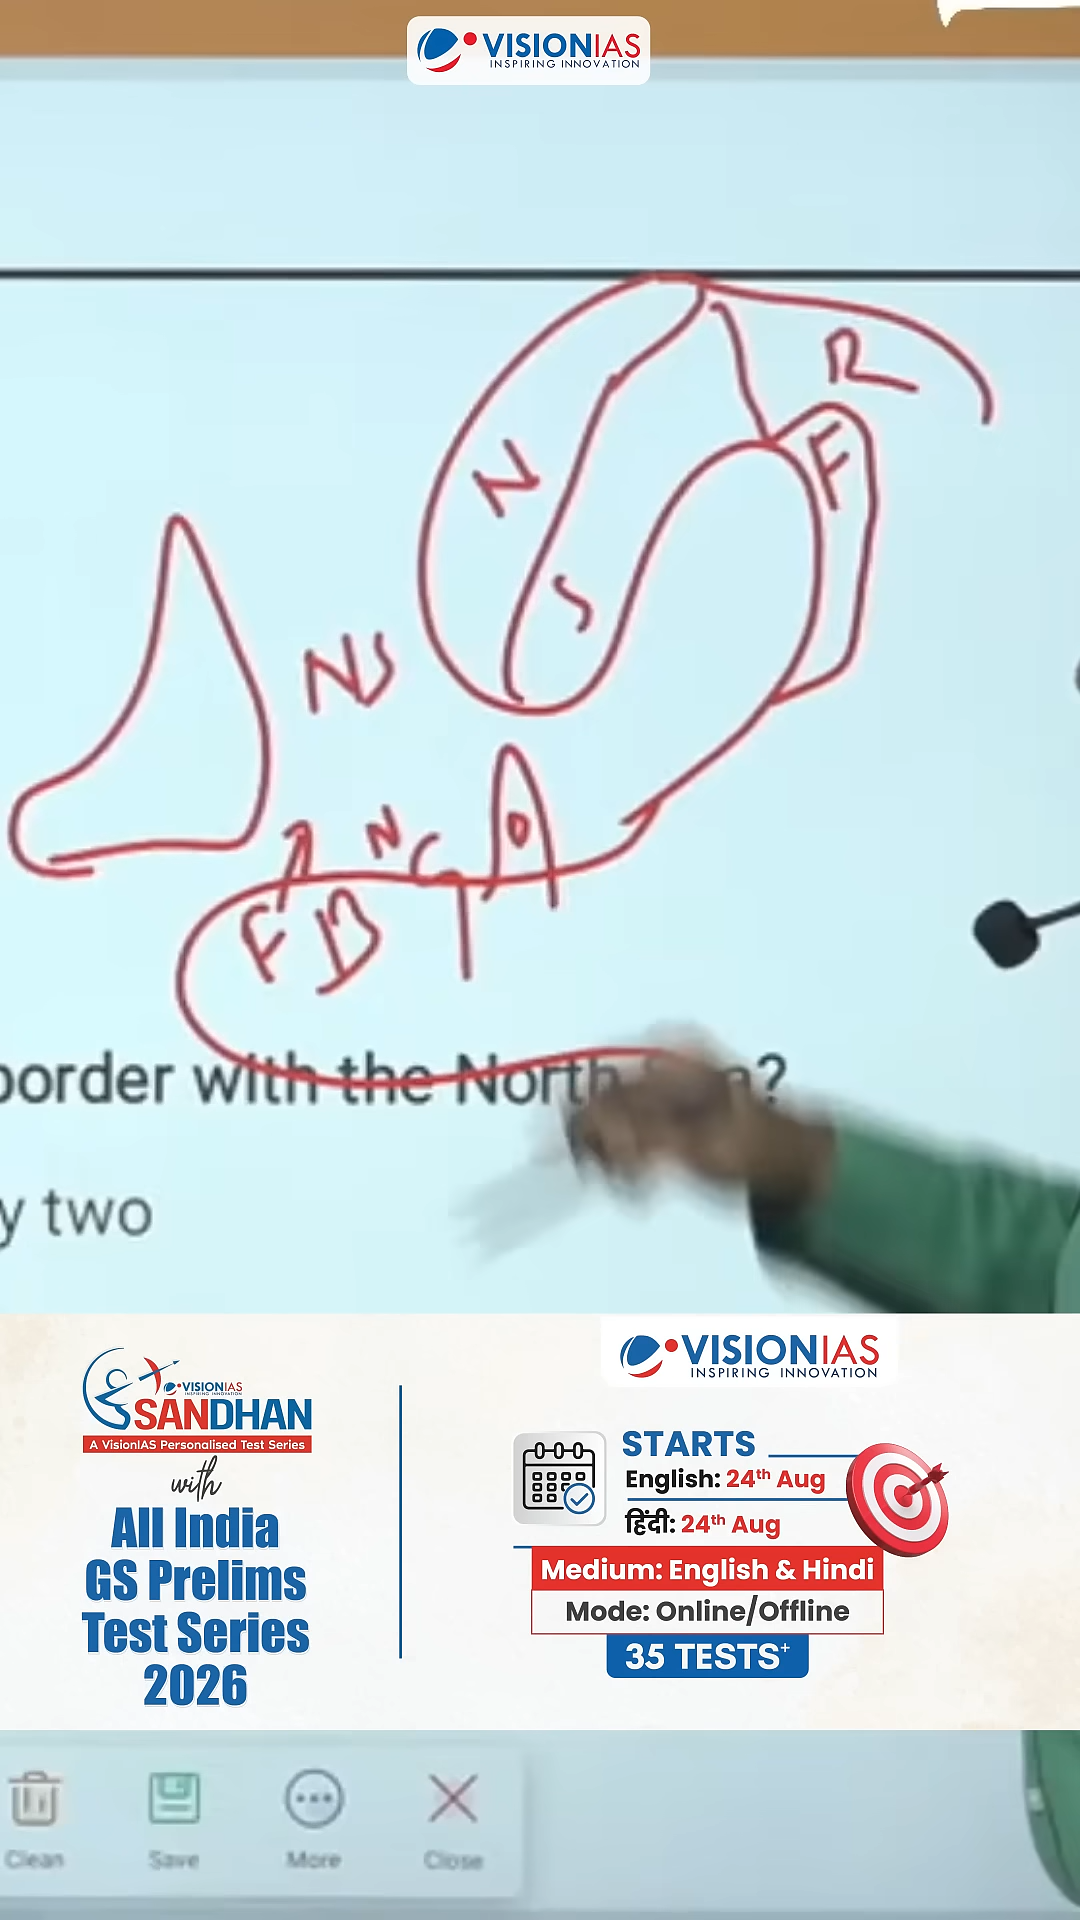 VISIONIAS
INSPIRING INNOVATION
R
N
F
S
NS
N
D
G
F
B
border with the North Sea?
y two
VISIONIAS
INSPIRING INNOVATION
SANDHAN
A VisionIAS Personalised Test Series
with
All India
GS Prelims
Test Series
2026
VISIONIAS
INSPIRING INNOVATION
STARTS
English: 24th Aug
हिंदी: 24th Aug
Medium: English & Hindi
Mode: Online/Offline
35 TESTS+
Clean
Save
More
Close